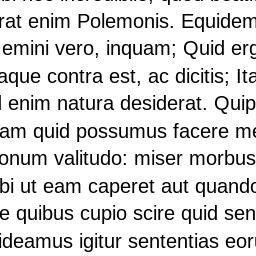 rat enim Polemonis. Equidem
emini vero, inquam; Quid erg
aque contra est, ac dicitis; Ita
enim natura desiderat. Quip
am quid possumus facere me
onum valitudo: miser morbus
bi ut eam caperet aut quando
e quibus cupio scire quid sen
ideamus igitur sententias eoru